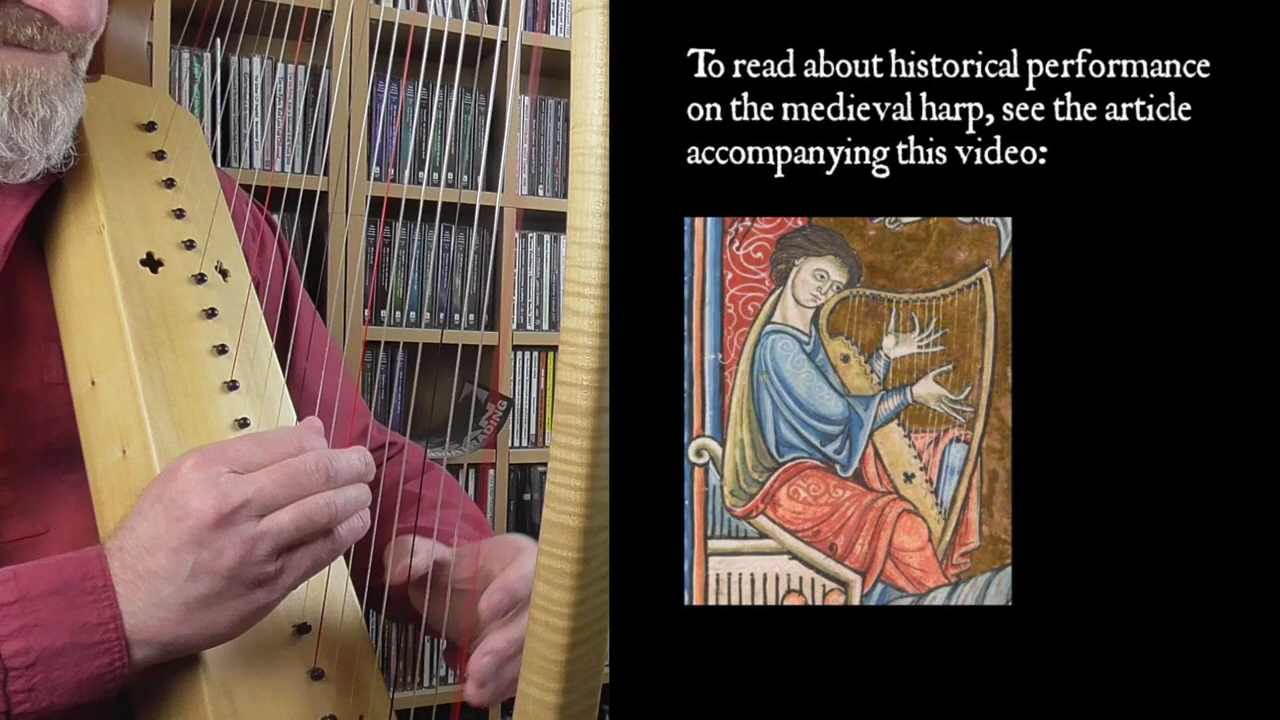 To read about historical performance
on the medieval harp, see the article
accompanying this video: